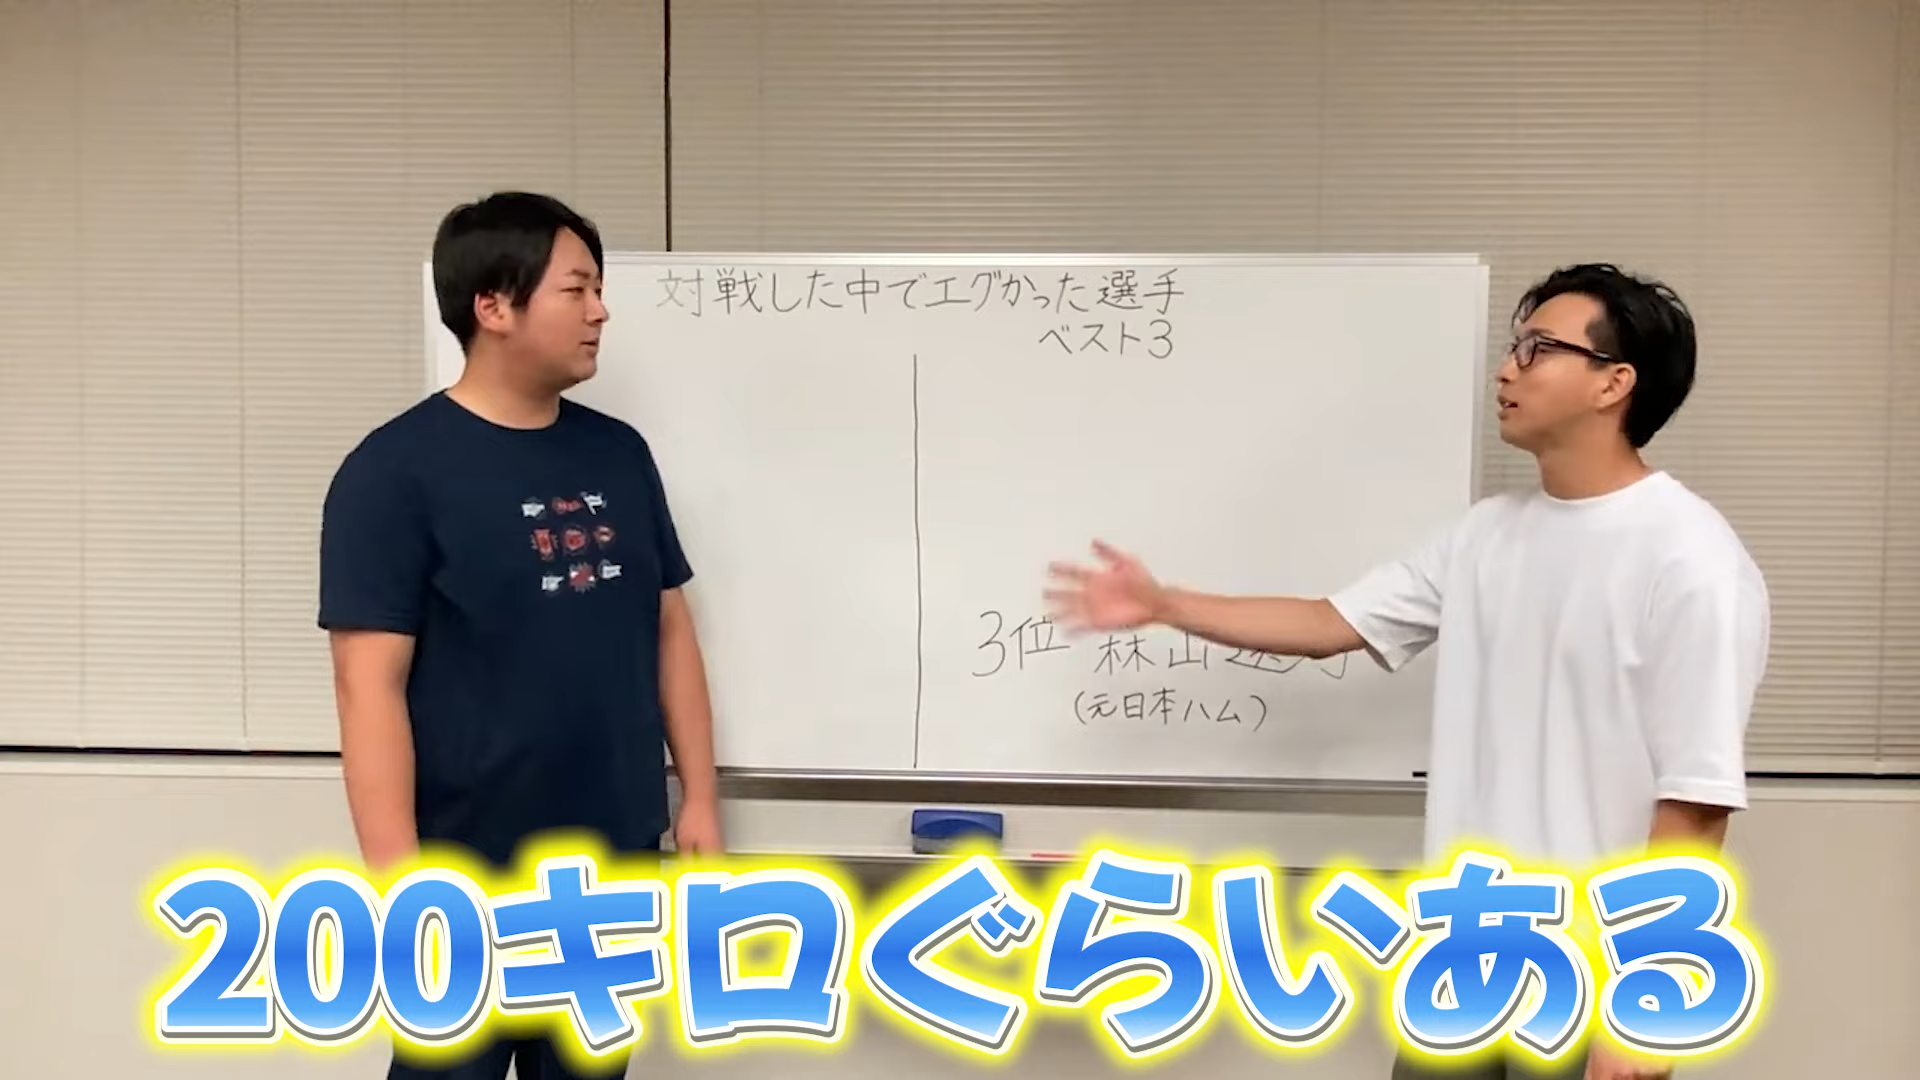 対戦した中でエグかった選手
ベスト3
3位 森山
(元日本ハム)
200キロぐらいある